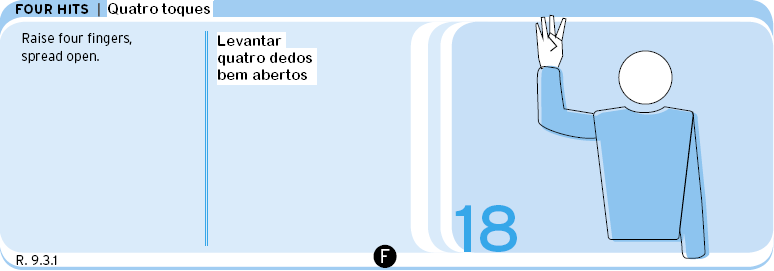 FOUR HITS | Quatro toques
Raise four fingers,
spread open.
Levantar
quatro dedos
bem abertos
18
R. 9.3.1
F